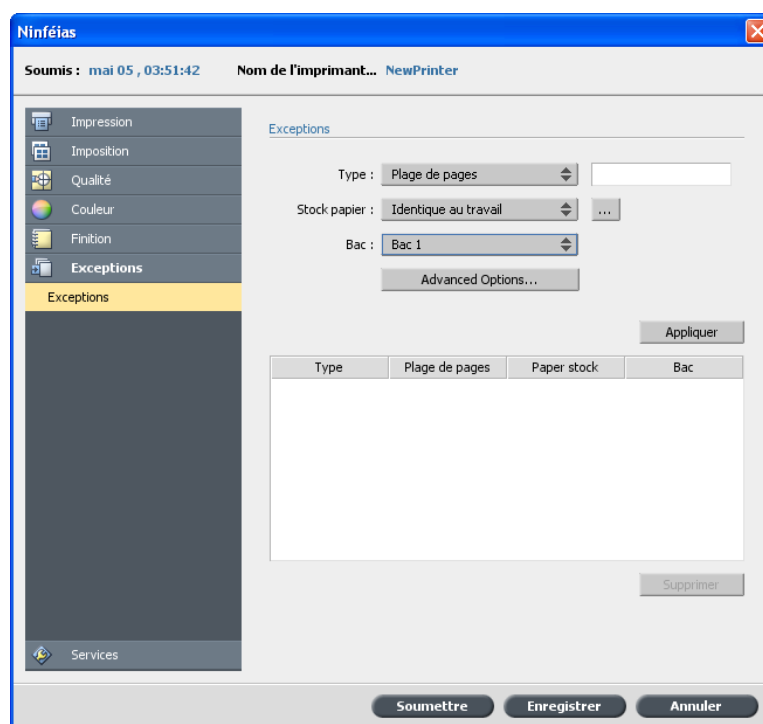 Ninféias
Soumis : mai 05 , 03:51:42 Nom de l'imprimant... NewPrinter
Impression
Imposition
Qualité
Couleur
Finition
Exceptions
Exceptions
Services
Exceptions
Type : Plage de pages
Stock papier : Identique au travail ...
Bac : Bac 1
Advanced Options...
Appliquer
Type Plage de pages Paper stock Bac
Supprimer
Soumettre Enregistrer Annuler